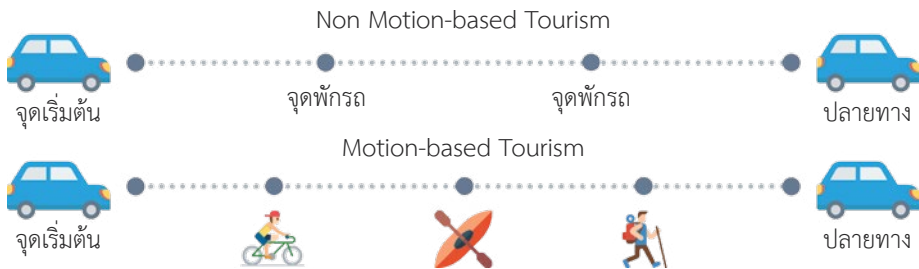 Non Motion-based Tourism
จุดเริ่มต้น
จุดพักรถ
จุดพักรถ
ปลายทาง
Motion-based Tourism
จุดเริ่มต้น
ปลายทาง